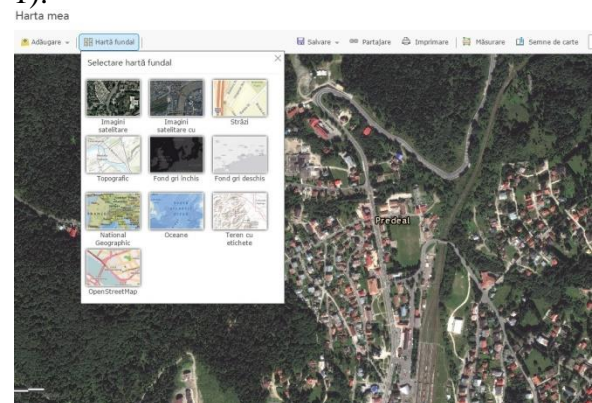 1).
Harta mea
Adăugare
Hartă fundal
Salvare
Partajare
Imprimare
Măsurare
Semne de carte
Selectare hartă fundal
Imagini
satelitare
Imagini
satelitare cu
Străzi
Topografic
Fond gri închis
Fond gri deschis
National
Geographic
Oceane
Teren cu
etichete
OpenStreetMap
Predeal